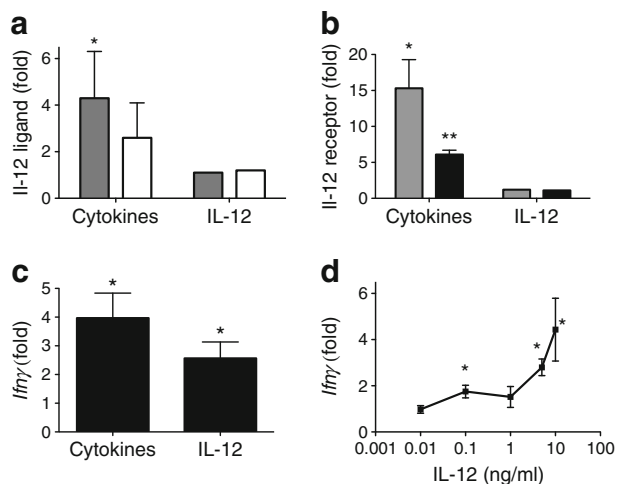 a
Il-12 ligand (fold)
6
4
2
0
*
Cytokines
IL-12
b
Il-12 receptor (fold)
20
15
10
5
0
*
**
Cytokines
IL-12
c
Ifnγ (fold)
5
4
3
2
1
0
*
*
Cytokines
IL-12
d
Ifnγ (fold)
6
4
2
0
*
*
*
0.001 0.01 0.1 1 10 100
IL-12 (ng/ml)